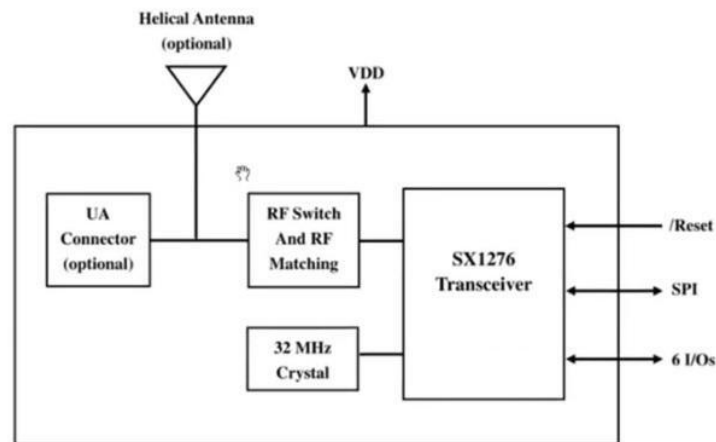 Helical Antenna
(optional)
VDD
UA
Connector
(optional)
RF Switch
And RF
Matching
SX1276
Transceiver
32 MHz
Crystal
/Reset
SPI
6 I/Os